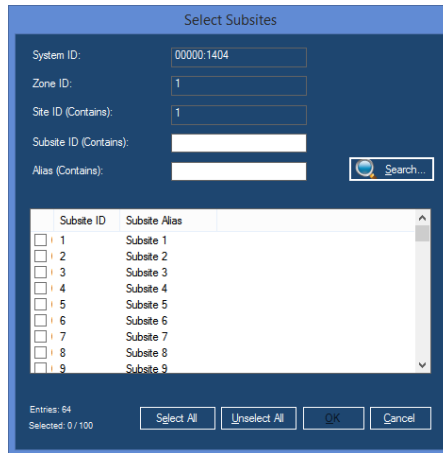 Select Subsites
System ID: 00000:1404
Zone ID: 1
Site ID (Contains): 1
Subsite ID (Contains):
Alias (Contains):
Search...
Subsite ID Subsite Alias
1 Subsite 1
2 Subsite 2
3 Subsite 3
4 Subsite 4
5 Subsite 5
6 Subsite 6
7 Subsite 7
8 Subsite 8
9 Subsite 9
Entries: 64
Selected: 0 / 100
Select All Unselect All OK Cancel